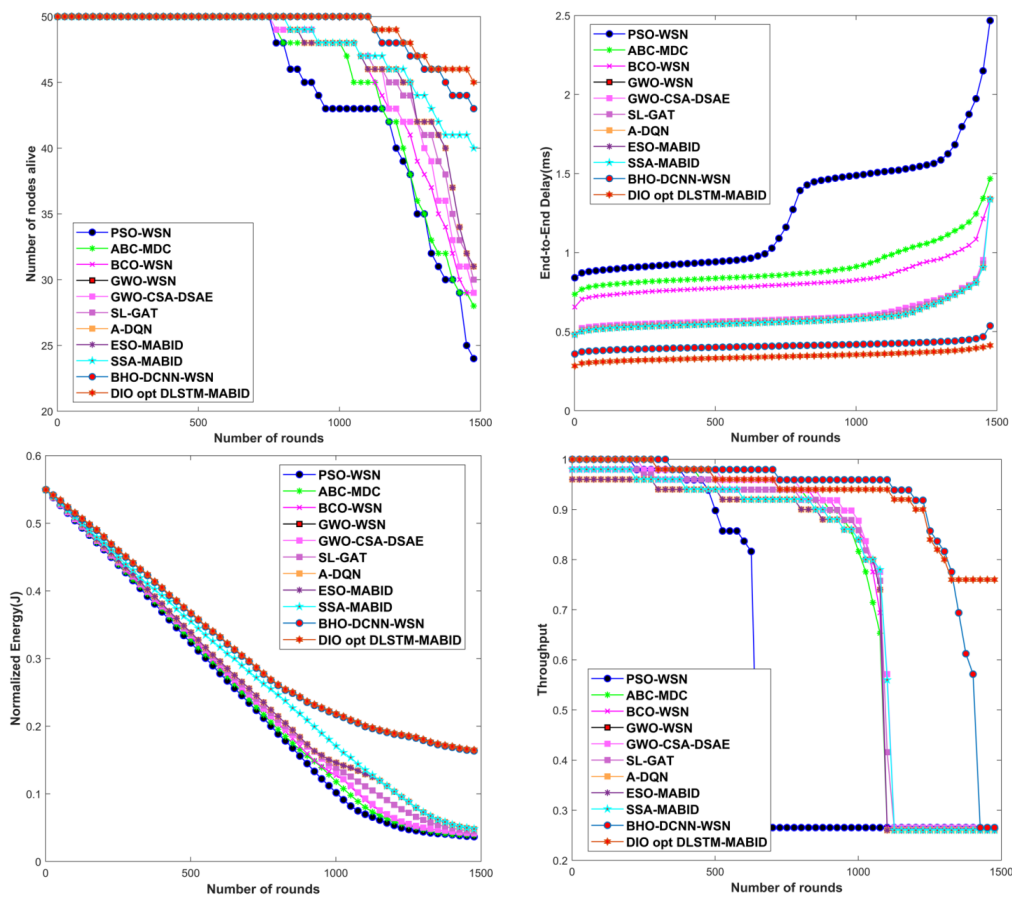 50
45
40
35
30
25
20
Number of nodes alive
PSO-WSN
ABC-MDC
BCO-WSN
GWO-WSN
GWO-CSA-DSAE
SL-GAT
A-DQN
ESO-MABID
SSA-MABID
BHO-DCNN-WSN
DIO opt DLSTM-MABID
0 500 1000 1500
Number of rounds
2.5
2
1.5
1
0.5
0
End-to-End Delay(ms)
PSO-WSN
ABC-MDC
BCO-WSN
GWO-WSN
GWO-CSA-DSAE
SL-GAT
A-DQN
ESO-MABID
SSA-MABID
BHO-DCNN-WSN
DIO opt DLSTM-MABID
0 500 1000 1500
Number of rounds
0.6
0.5
0.4
0.3
0.2
0.1
0
Normalized Energy(J)
PSO-WSN
ABC-MDC
BCO-WSN
GWO-WSN
GWO-CSA-DSAE
SL-GAT
A-DQN
ESO-MABID
SSA-MABID
BHO-DCNN-WSN
DIO opt DLSTM-MABID
0 500 1000 1500
Number of rounds
1
0.9
0.8
0.7
0.6
0.5
0.4
0.3
0.2
Throughput
PSO-WSN
ABC-MDC
BCO-WSN
GWO-WSN
GWO-CSA-DSAE
SL-GAT
A-DQN
ESO-MABID
SSA-MABID
BHO-DCNN-WSN
DIO opt DLSTM-MABID
0 500 1000 1500
Number of rounds